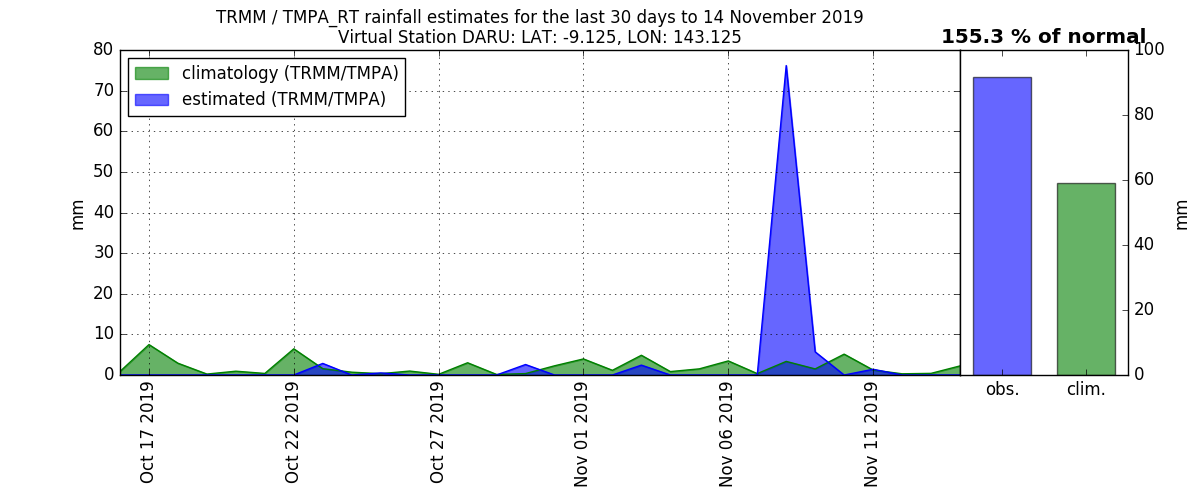 TRMM / TMPA_RT rainfall estimates for the last 30 days to 14 November 2019
Virtual Station DARU: LAT: -9.125, LON: 143.125
155.3 % of normal
climatology (TRMM/TMPA)
estimated (TRMM/TMPA)
80
70
60
50
40
30
20
10
0
mm
Oct 17 2019
Oct 22 2019
Oct 27 2019
Nov 01 2019
Nov 06 2019
Nov 11 2019
100
80
60
40
20
0
mm
obs.
clim.